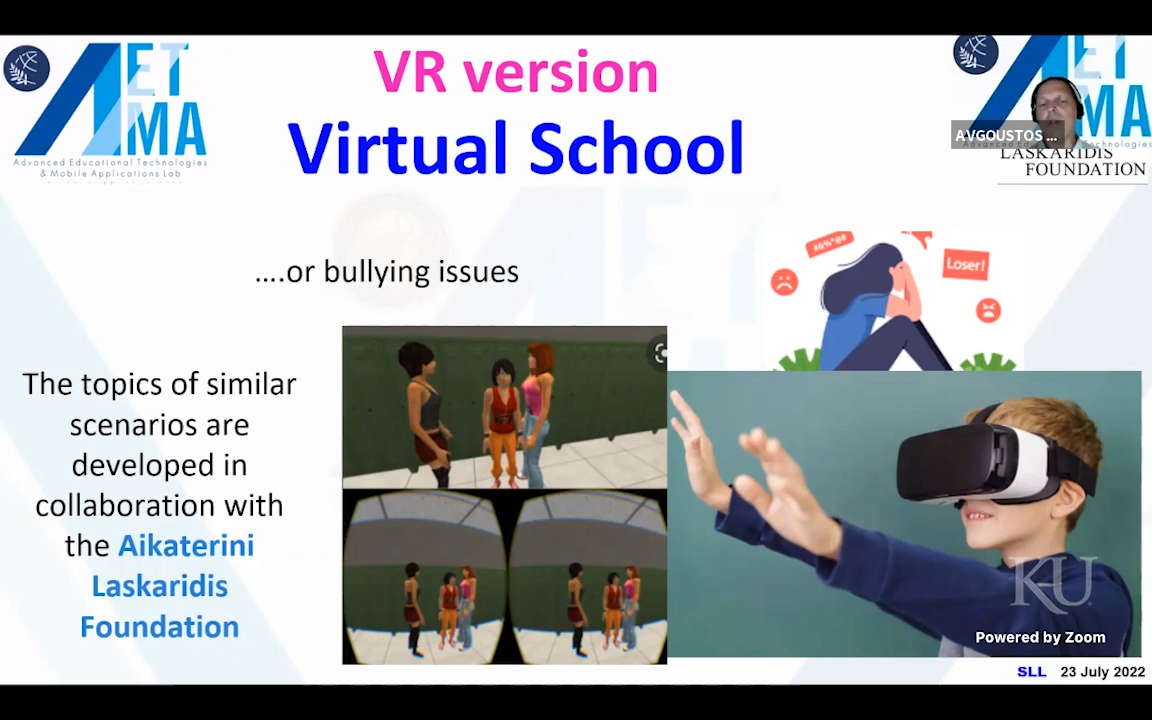 VR version
Virtual School
AETMA
Advanced Educational Technologies
& Mobile Applications Lab
ET
MA
AVGOUSTOS ...
LASKARIDIS
FOUNDATION
....or bullying issues
#&%*@#
Loser!
The topics of similar
scenarios are
developed in
collaboration with
the Aikaterini
Laskaridis
Foundation
KU
Powered by Zoom
SLL 23 July 2022